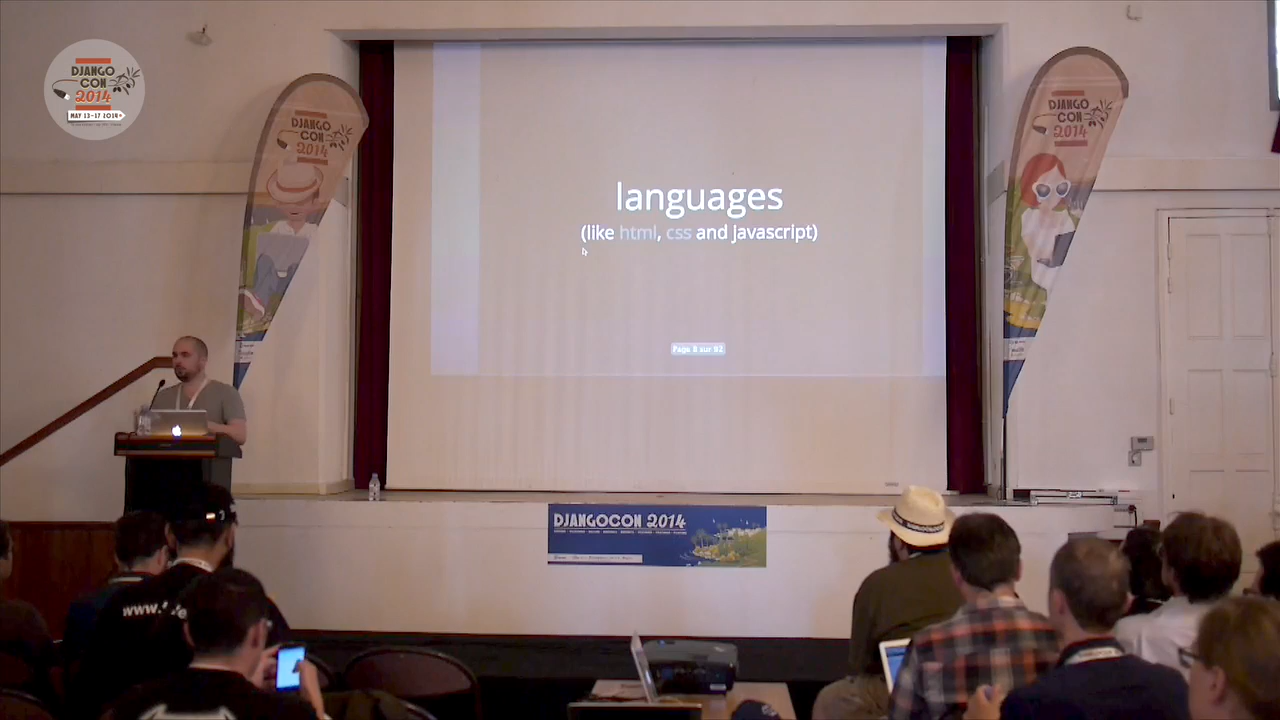 DJANGO
CON
2014
MAY 13-17 2014
DJANGO
CON
2014
DJANGO
CON
2014
languages
(like html, css and javascript)
Page 8 sur 92
DJANGOCON 2014